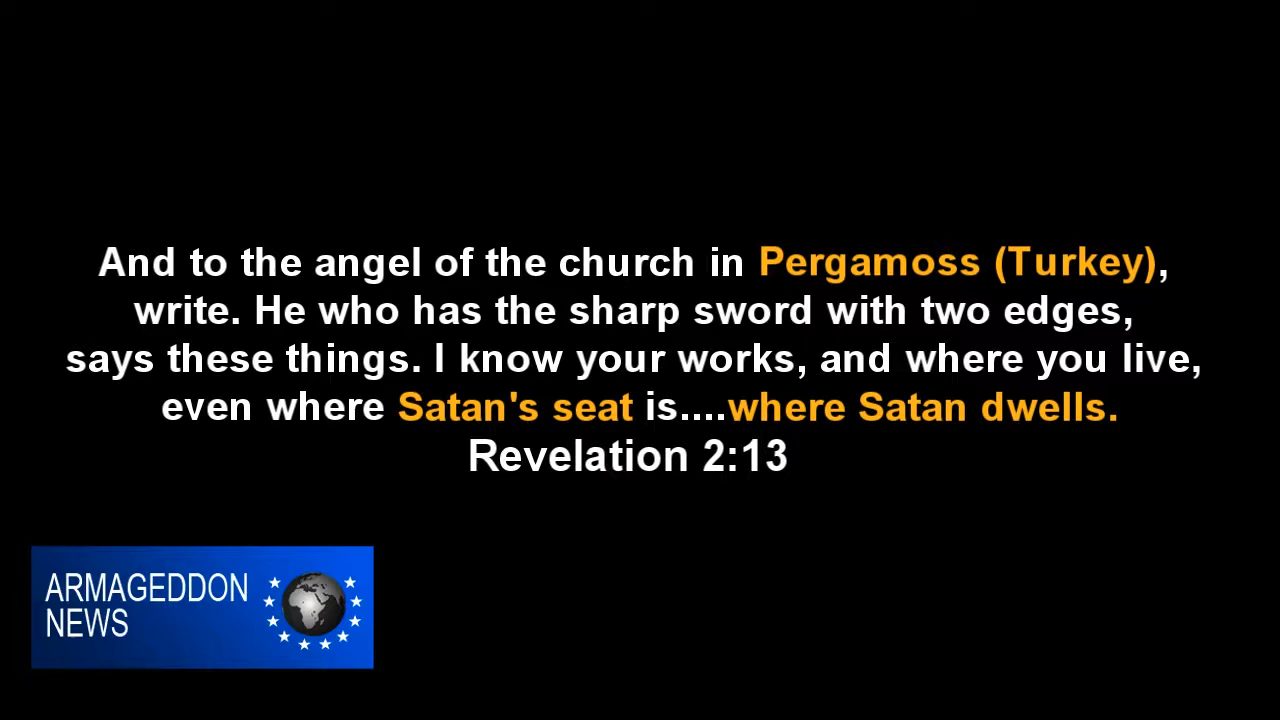 And to the angel of the church in Pergamoss (Turkey),
write. He who has the sharp sword with two edges,
says these things. I know your works, and where you live,
even where Satan's seat is....where Satan dwells.
Revelation 2:13
ARMAGEDDON
NEWS